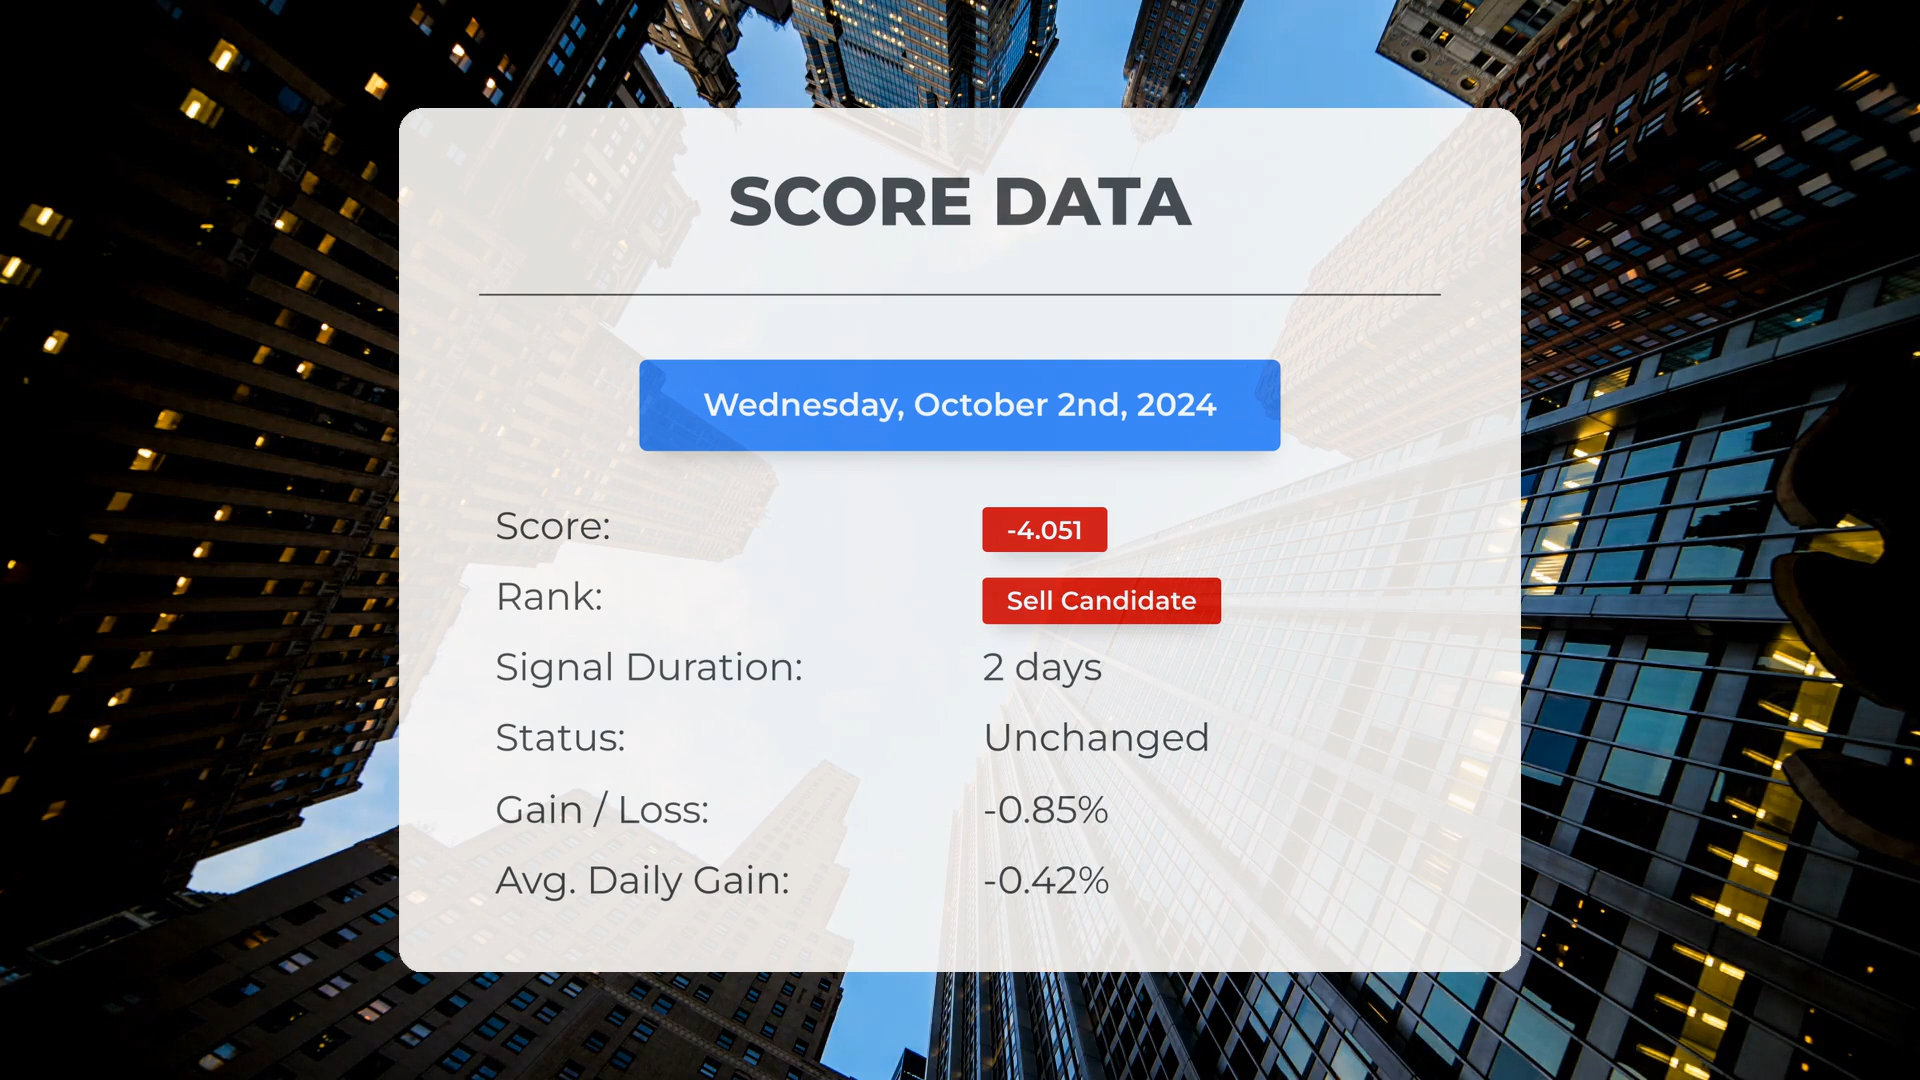 SCORE DATA
Wednesday, October 2nd, 2024
Score: -4.051
Rank: Sell Candidate
Signal Duration: 2 days
Status: Unchanged
Gain / Loss: -0.85%
Avg. Daily Gain: -0.42%